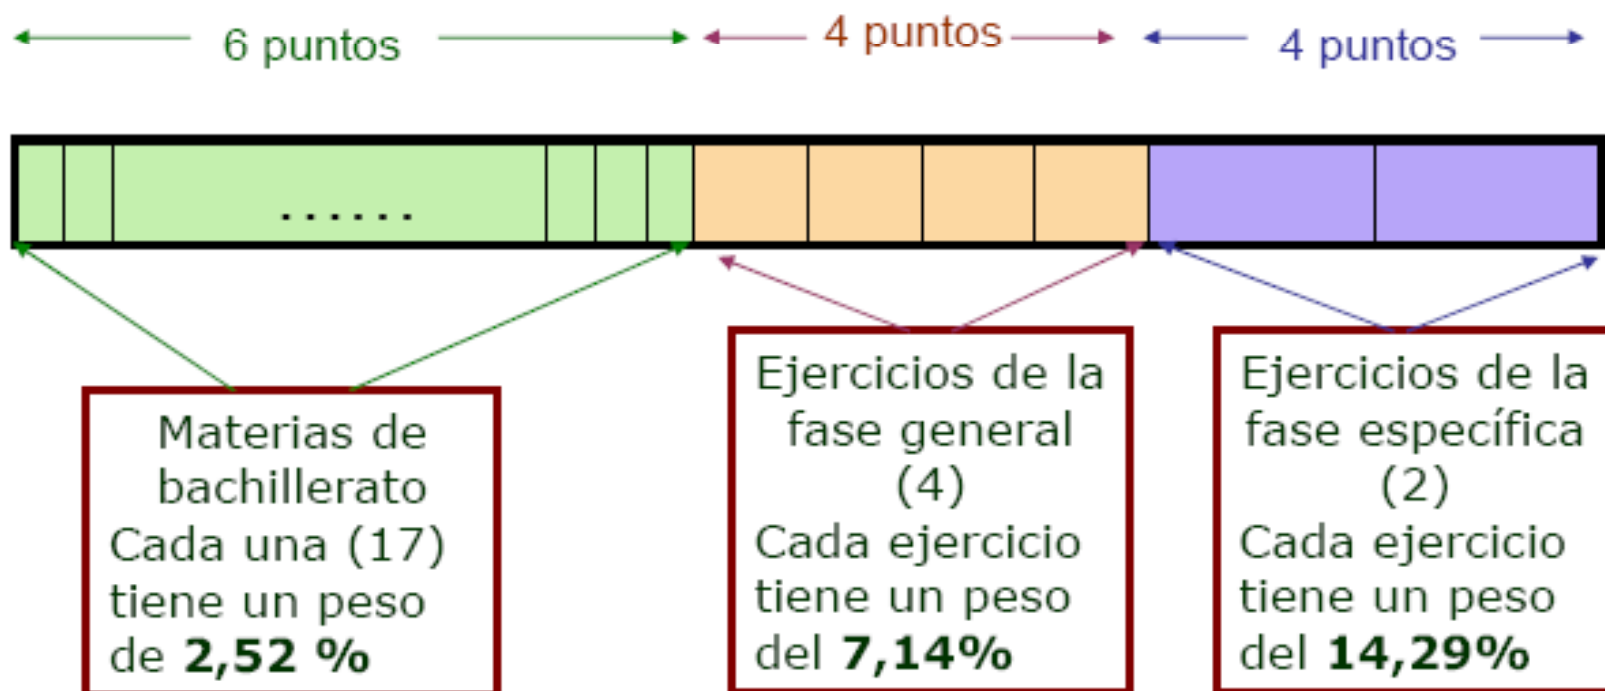 6 puntos
4 puntos
4 puntos
......
Materias de
bachillerato
Cada una (17)
tiene un peso
de 2,52 %
Ejercicios de la
fase general
(4)
Cada ejercicio
tiene un peso
del 7,14%
Ejercicios de la
fase específica
(2)
Cada ejercicio
tiene un peso
del 14,29%